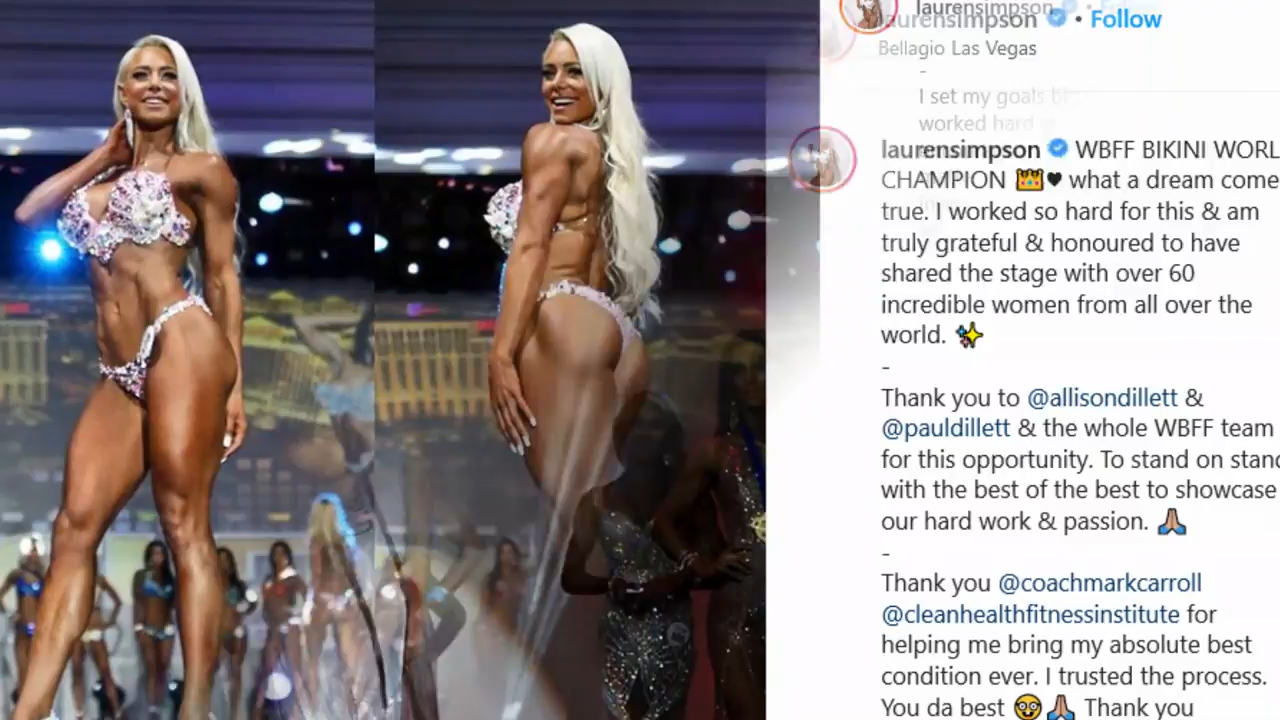 laurensimpson
laurensimpson • Follow
Bellagio Las Vegas
-
I set my goals
worked hard
laurensimpson WBFF BIKINI WORL
CHAMPION 👑🖤 what a dream come
true. I worked so hard for this & am
truly grateful & honoured to have
shared the stage with over 60
incredible women from all over the
world. ✨
-
Thank you to @allisondillett &
@pauldillett & the whole WBFF team
for this opportunity. To stand on stand
with the best of the best to showcase
our hard work & passion. 🙏🏽
-
Thank you @coachmarkcarroll
@cleanhealthfitnessinstitute for
helping me bring my absolute best
condition ever. I trusted the process.
You da best 🤓🙏🏽 Thank you